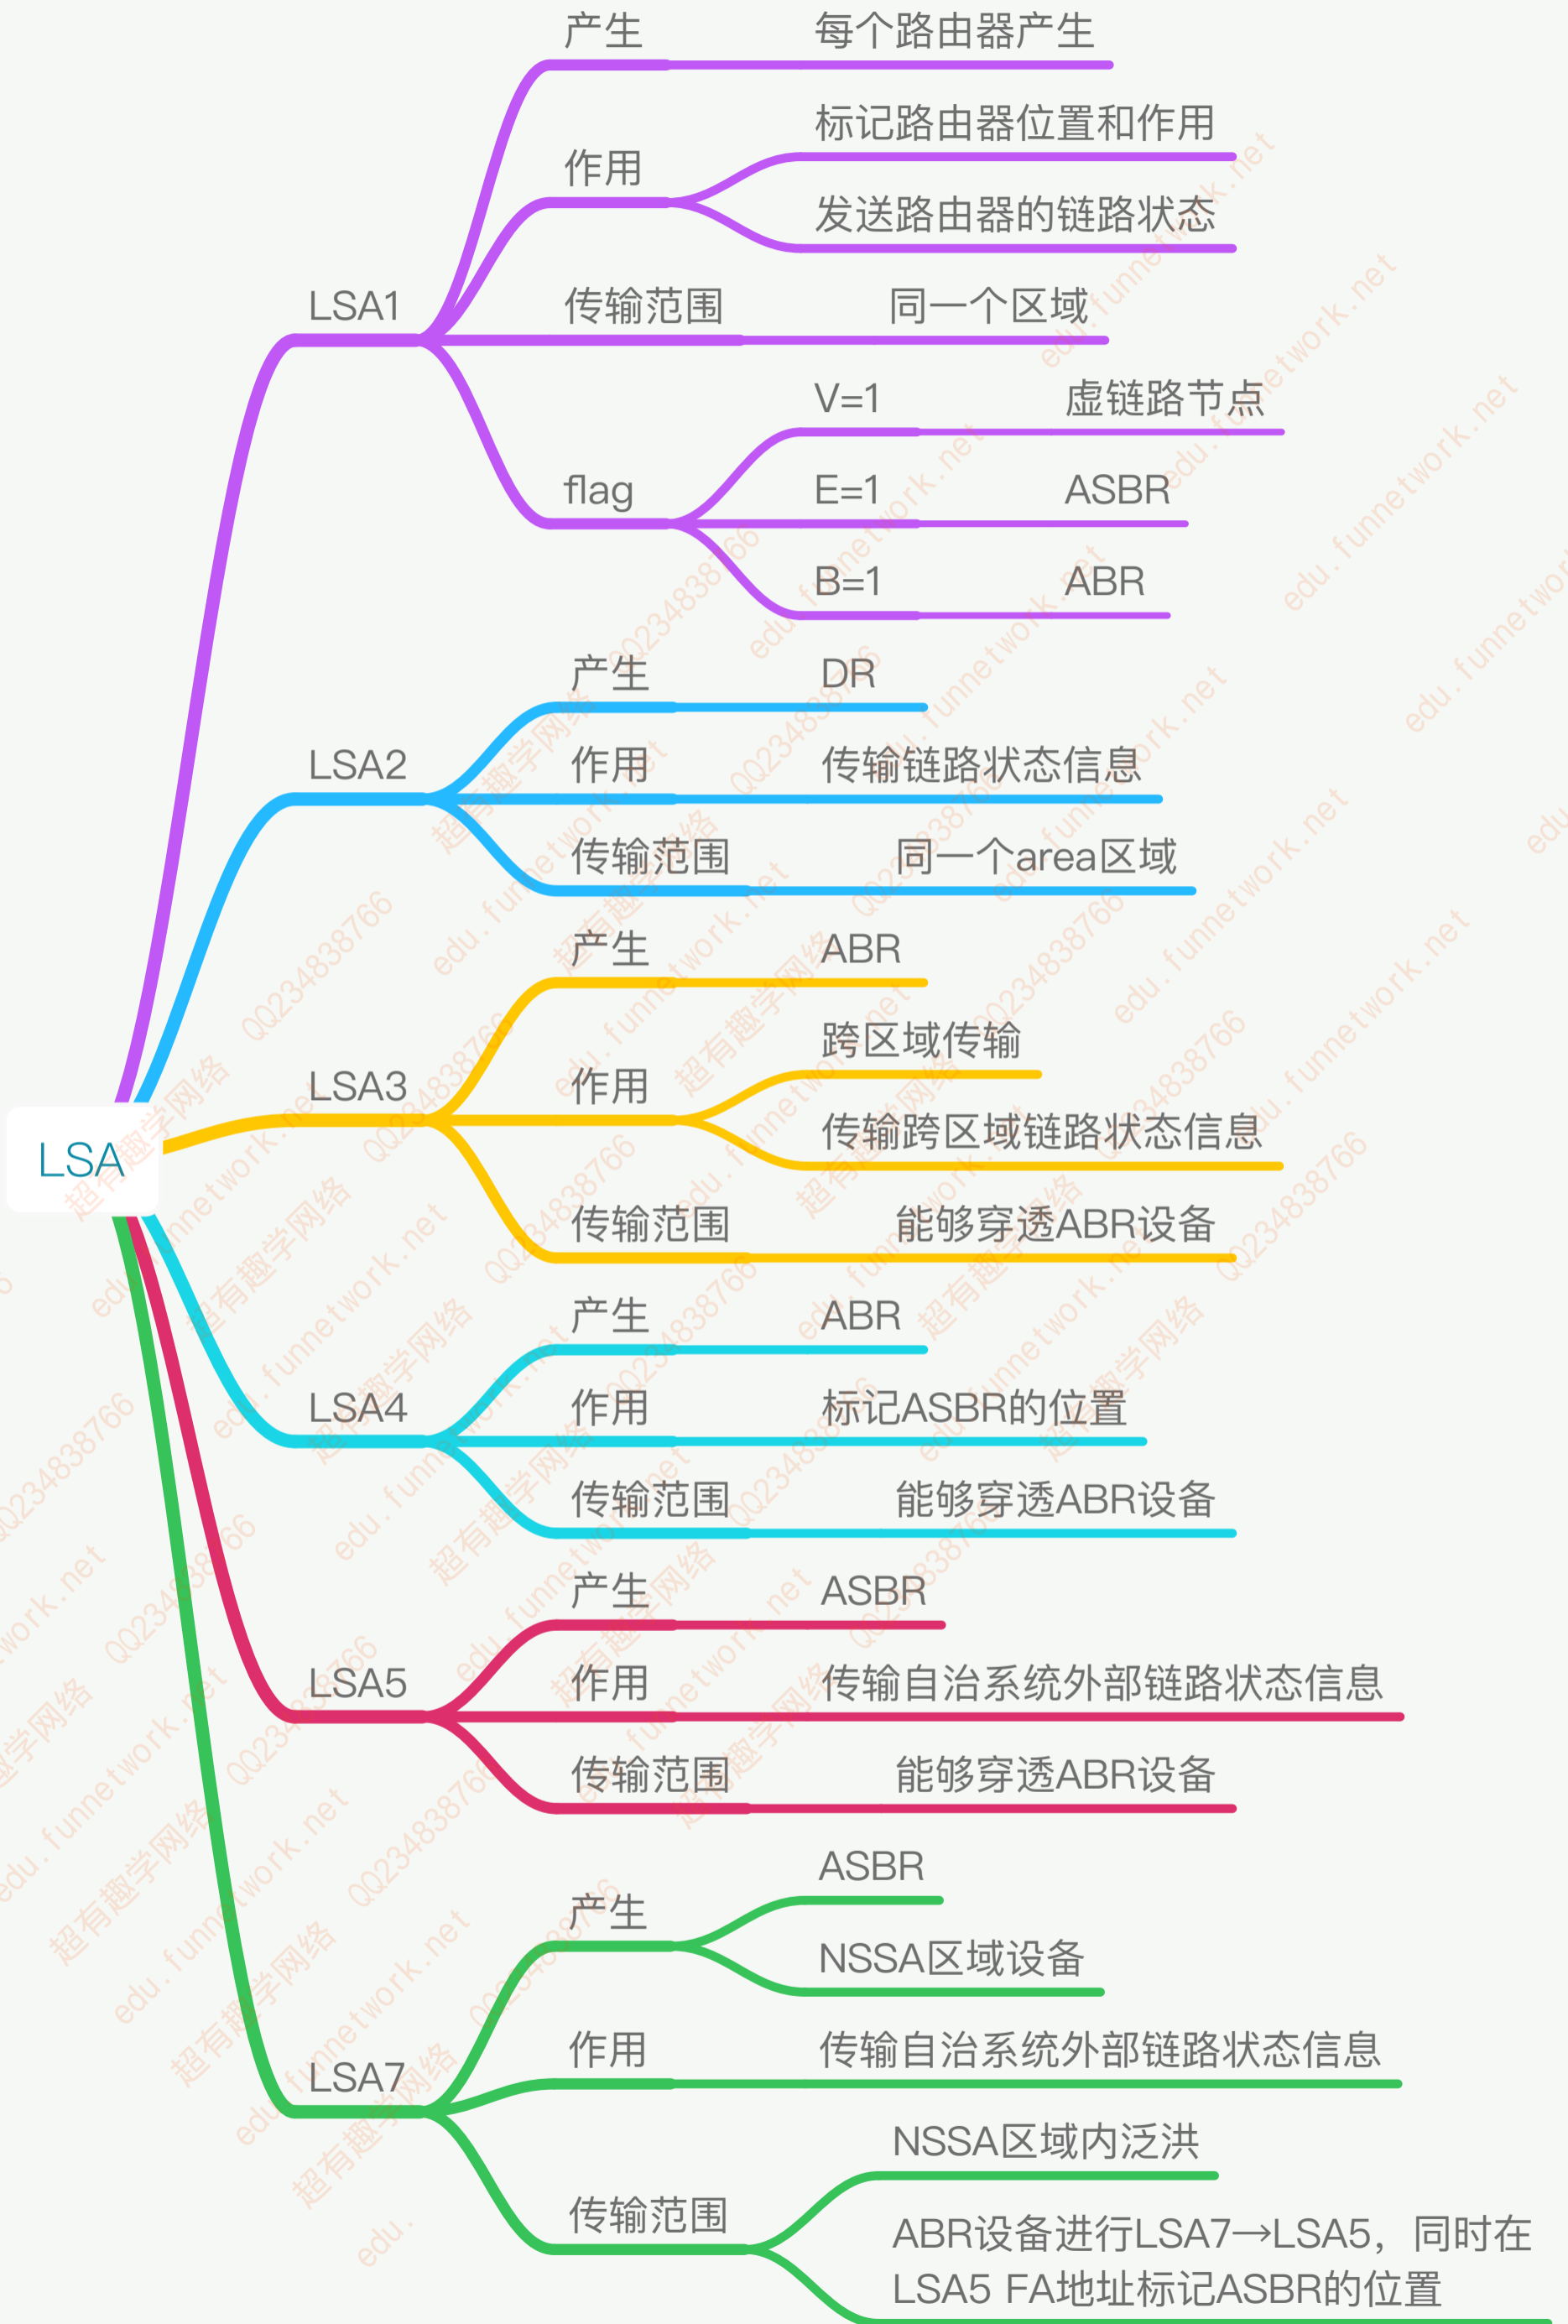 LSA
LSA1
产生
每个路由器产生
作用
标记路由器位置和作用
发送路由器的链路状态
传输范围
同一个区域
flag
V=1
虚链路节点
E=1
ASBR
B=1
ABR
LSA2
产生
DR
作用
传输链路状态信息
传输范围
同一个area区域
LSA3
产生
ABR
作用
跨区域传输
传输跨区域链路状态信息
传输范围
能够穿透ABR设备
LSA4
产生
ABR
作用
标记ASBR的位置
传输范围
能够穿透ABR设备
LSA5
产生
ASBR
作用
传输自治系统外部链路状态信息
传输范围
能够穿透ABR设备
LSA7
产生
ASBR
NSSA区域设备
作用
传输自治系统外部链路状态信息
传输范围
NSSA区域内泛洪
ABR设备进行LSA7→LSA5，同时在
LSA5 FA地址标记ASBR的位置
超有趣学网络 QQ2348388766
edu.funnetwork.net